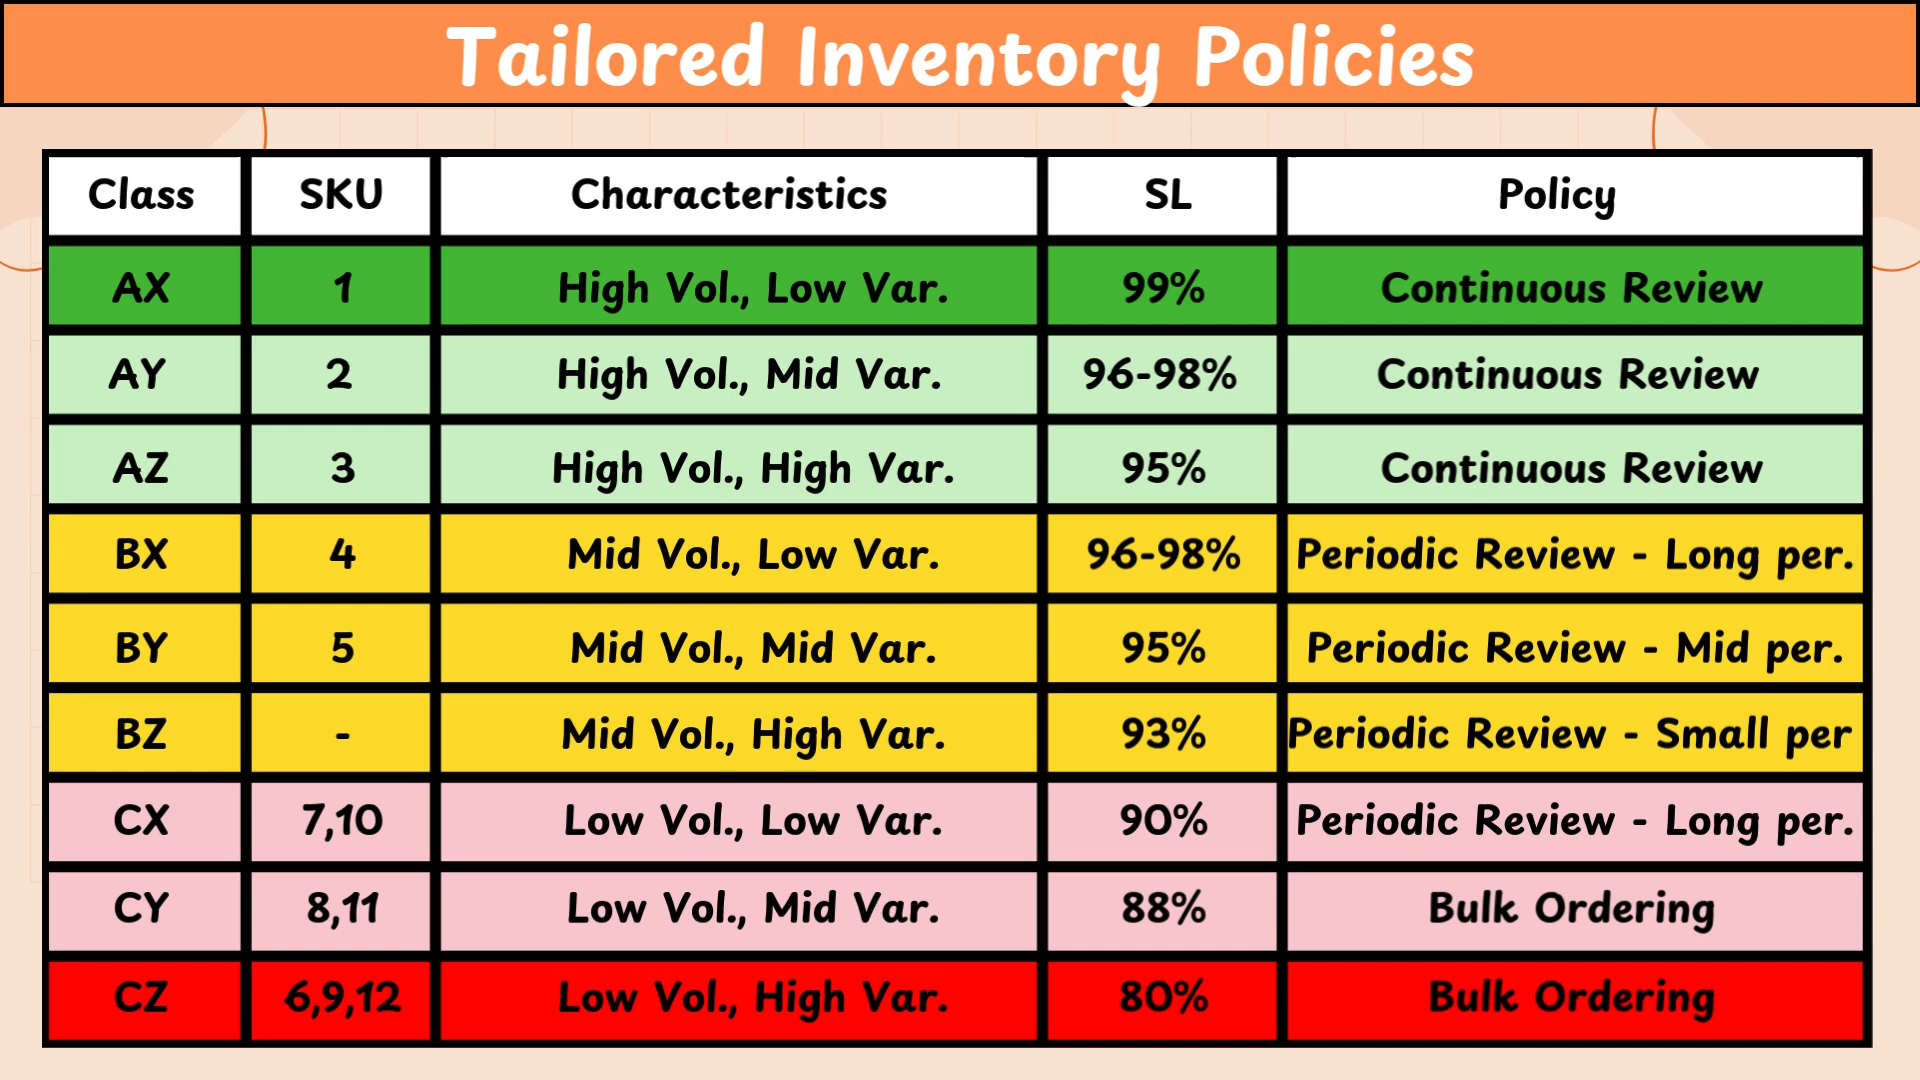 Tailored Inventory Policies
Class SKU Characteristics SL Policy
AX 1 High Vol., Low Var. 99% Continuous Review
AY 2 High Vol., Mid Var. 96-98% Continuous Review
AZ 3 High Vol., High Var. 95% Continuous Review
BX 4 Mid Vol., Low Var. 96-98% Periodic Review - Long per.
BY 5 Mid Vol., Mid Var. 95% Periodic Review - Mid per.
BZ - Mid Vol., High Var. 93% Periodic Review - Small per
CX 7,10 Low Vol., Low Var. 90% Periodic Review - Long per.
CY 8,11 Low Vol., Mid Var. 88% Bulk Ordering
CZ 6,9,12 Low Vol., High Var. 80% Bulk Ordering